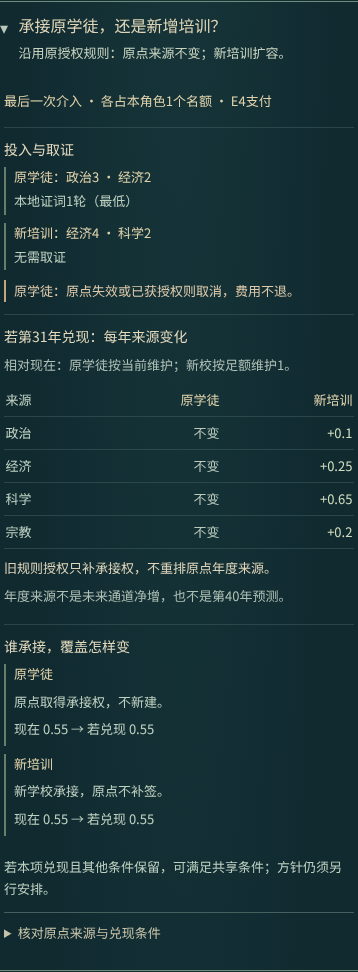 ▼ 承接原学徒，还是新增培训？
沿用原授权规则：原点来源不变；新培训扩容。
最后一次介入 · 各占本角色1个名额 · E4支付
投入与取证
原学徒：政治3 · 经济2
本地证词1轮（最低）
新培训：经济4 · 科学2
无需取证
原学徒：原点失效或已获授权则取消，费用不退。
若第31年兑现：每年来源变化
相对现在：原学徒按当前维护；新校按足额维护1。
来源 原学徒 新培训
政治 不变 +0.1
经济 不变 +0.25
科学 不变 +0.65
宗教 不变 +0.2
旧规则授权只补承接权，不重排原点年度来源。
年度来源不是未来通道净增，也不是第40年预测。
谁承接，覆盖怎样变
原学徒
原点取得承接权，不新建。
现在 0.55 → 若兑现 0.55
新培训
新学校承接，原点不补签。
现在 0.55 → 若兑现 0.55
若本项兑现且其他条件保留，可满足共享条件；方针仍须另
行安排。
▶ 核对原点来源与兑现条件